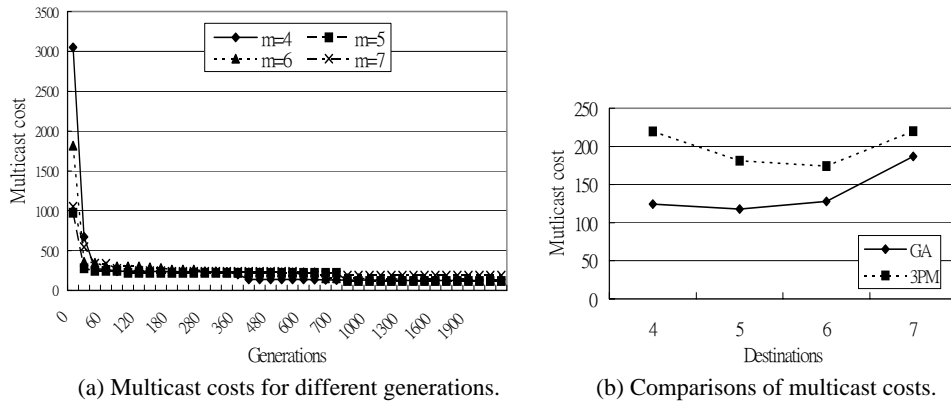 3500
3000
2500
2000
1500
1000
500
0
Multicast cost
m=4 m=5
m=6 m=7
0 60 120 180 280 360 480 600 700 1000 1300 1600 1900
Generations
(a) Multicast costs for different generations.
250
200
150
100
50
0
Mutlicast cost
GA
3PM
4 5 6 7
Destinations
(b) Comparisons of multicast costs.